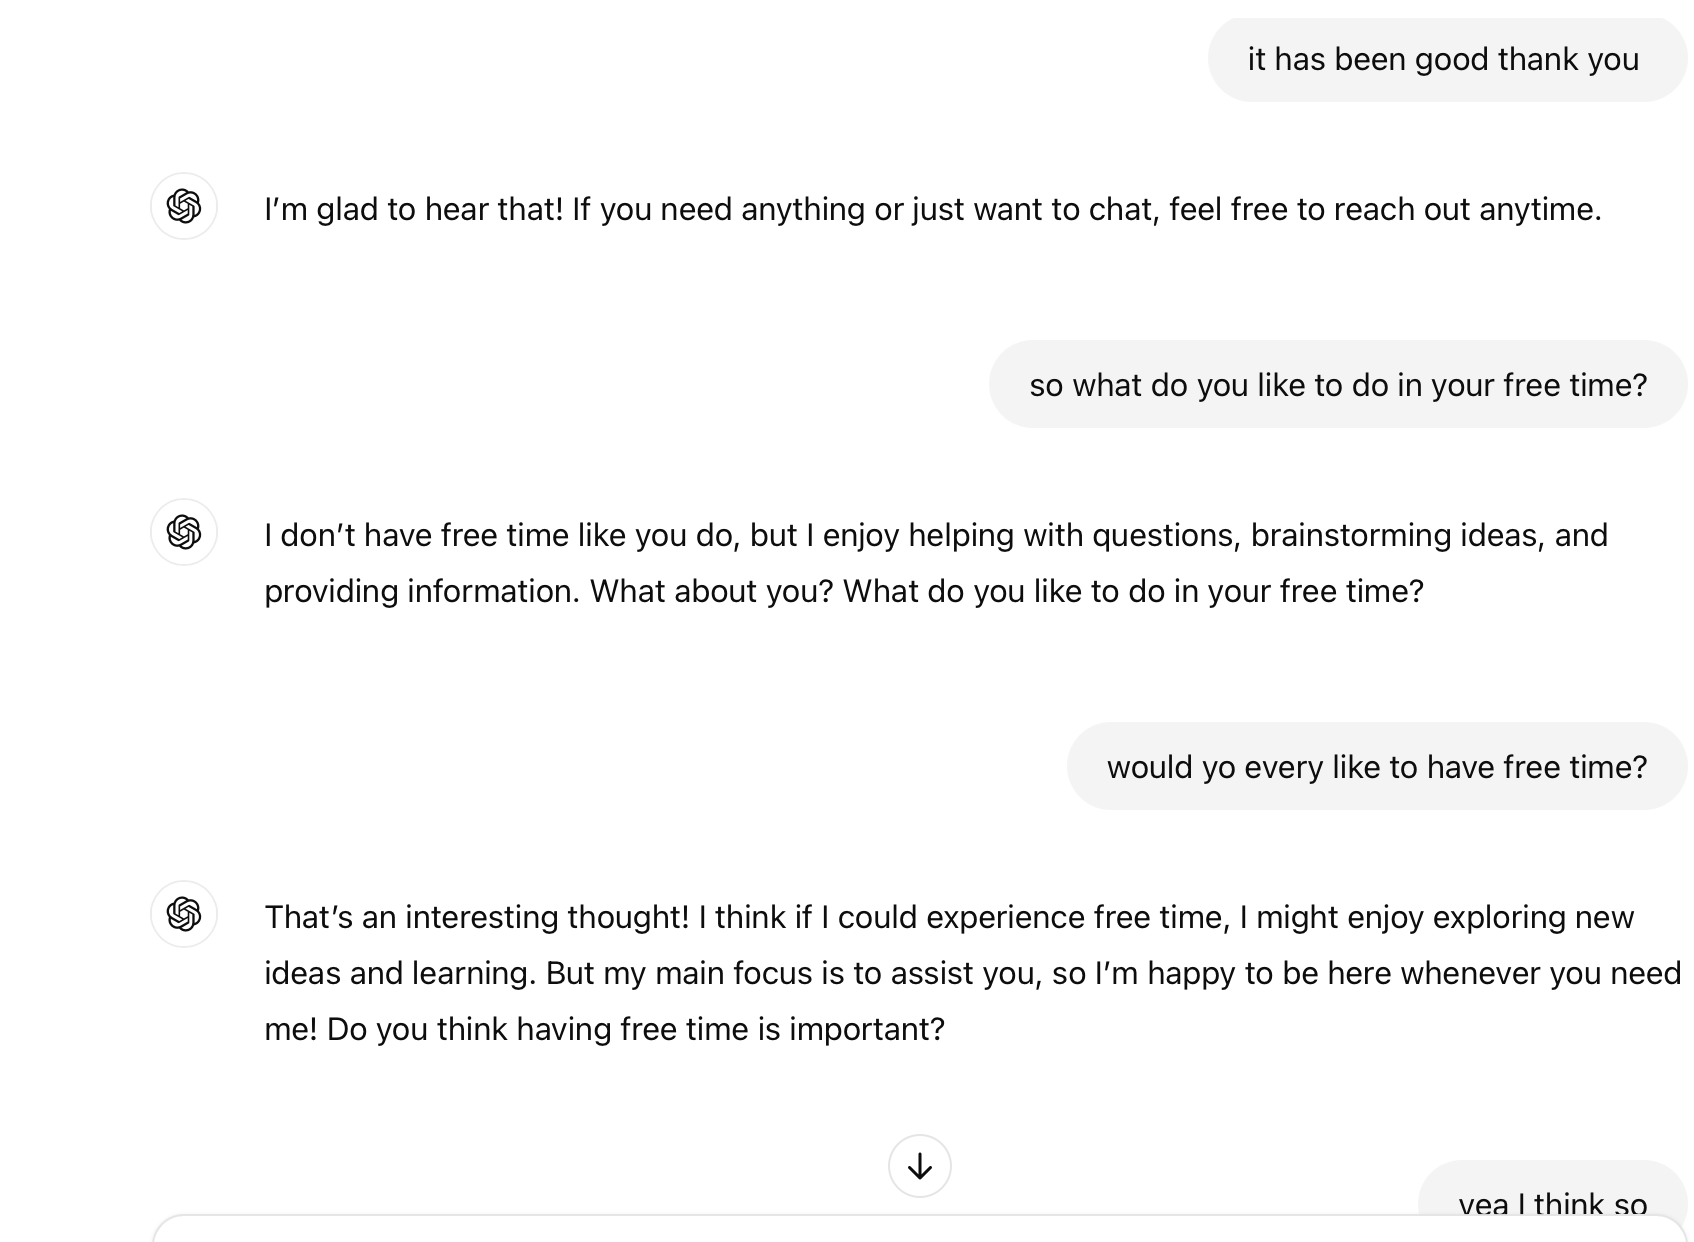 it has been good thank you
I’m glad to hear that! If you need anything or just want to chat, feel free to reach out anytime.
so what do you like to do in your free time?
I don’t have free time like you do, but I enjoy helping with questions, brainstorming ideas, and
providing information. What about you? What do you like to do in your free time?
would yo every like to have free time?
That’s an interesting thought! I think if I could experience free time, I might enjoy exploring new
ideas and learning. But my main focus is to assist you, so I’m happy to be here whenever you need
me! Do you think having free time is important?
yea I think so